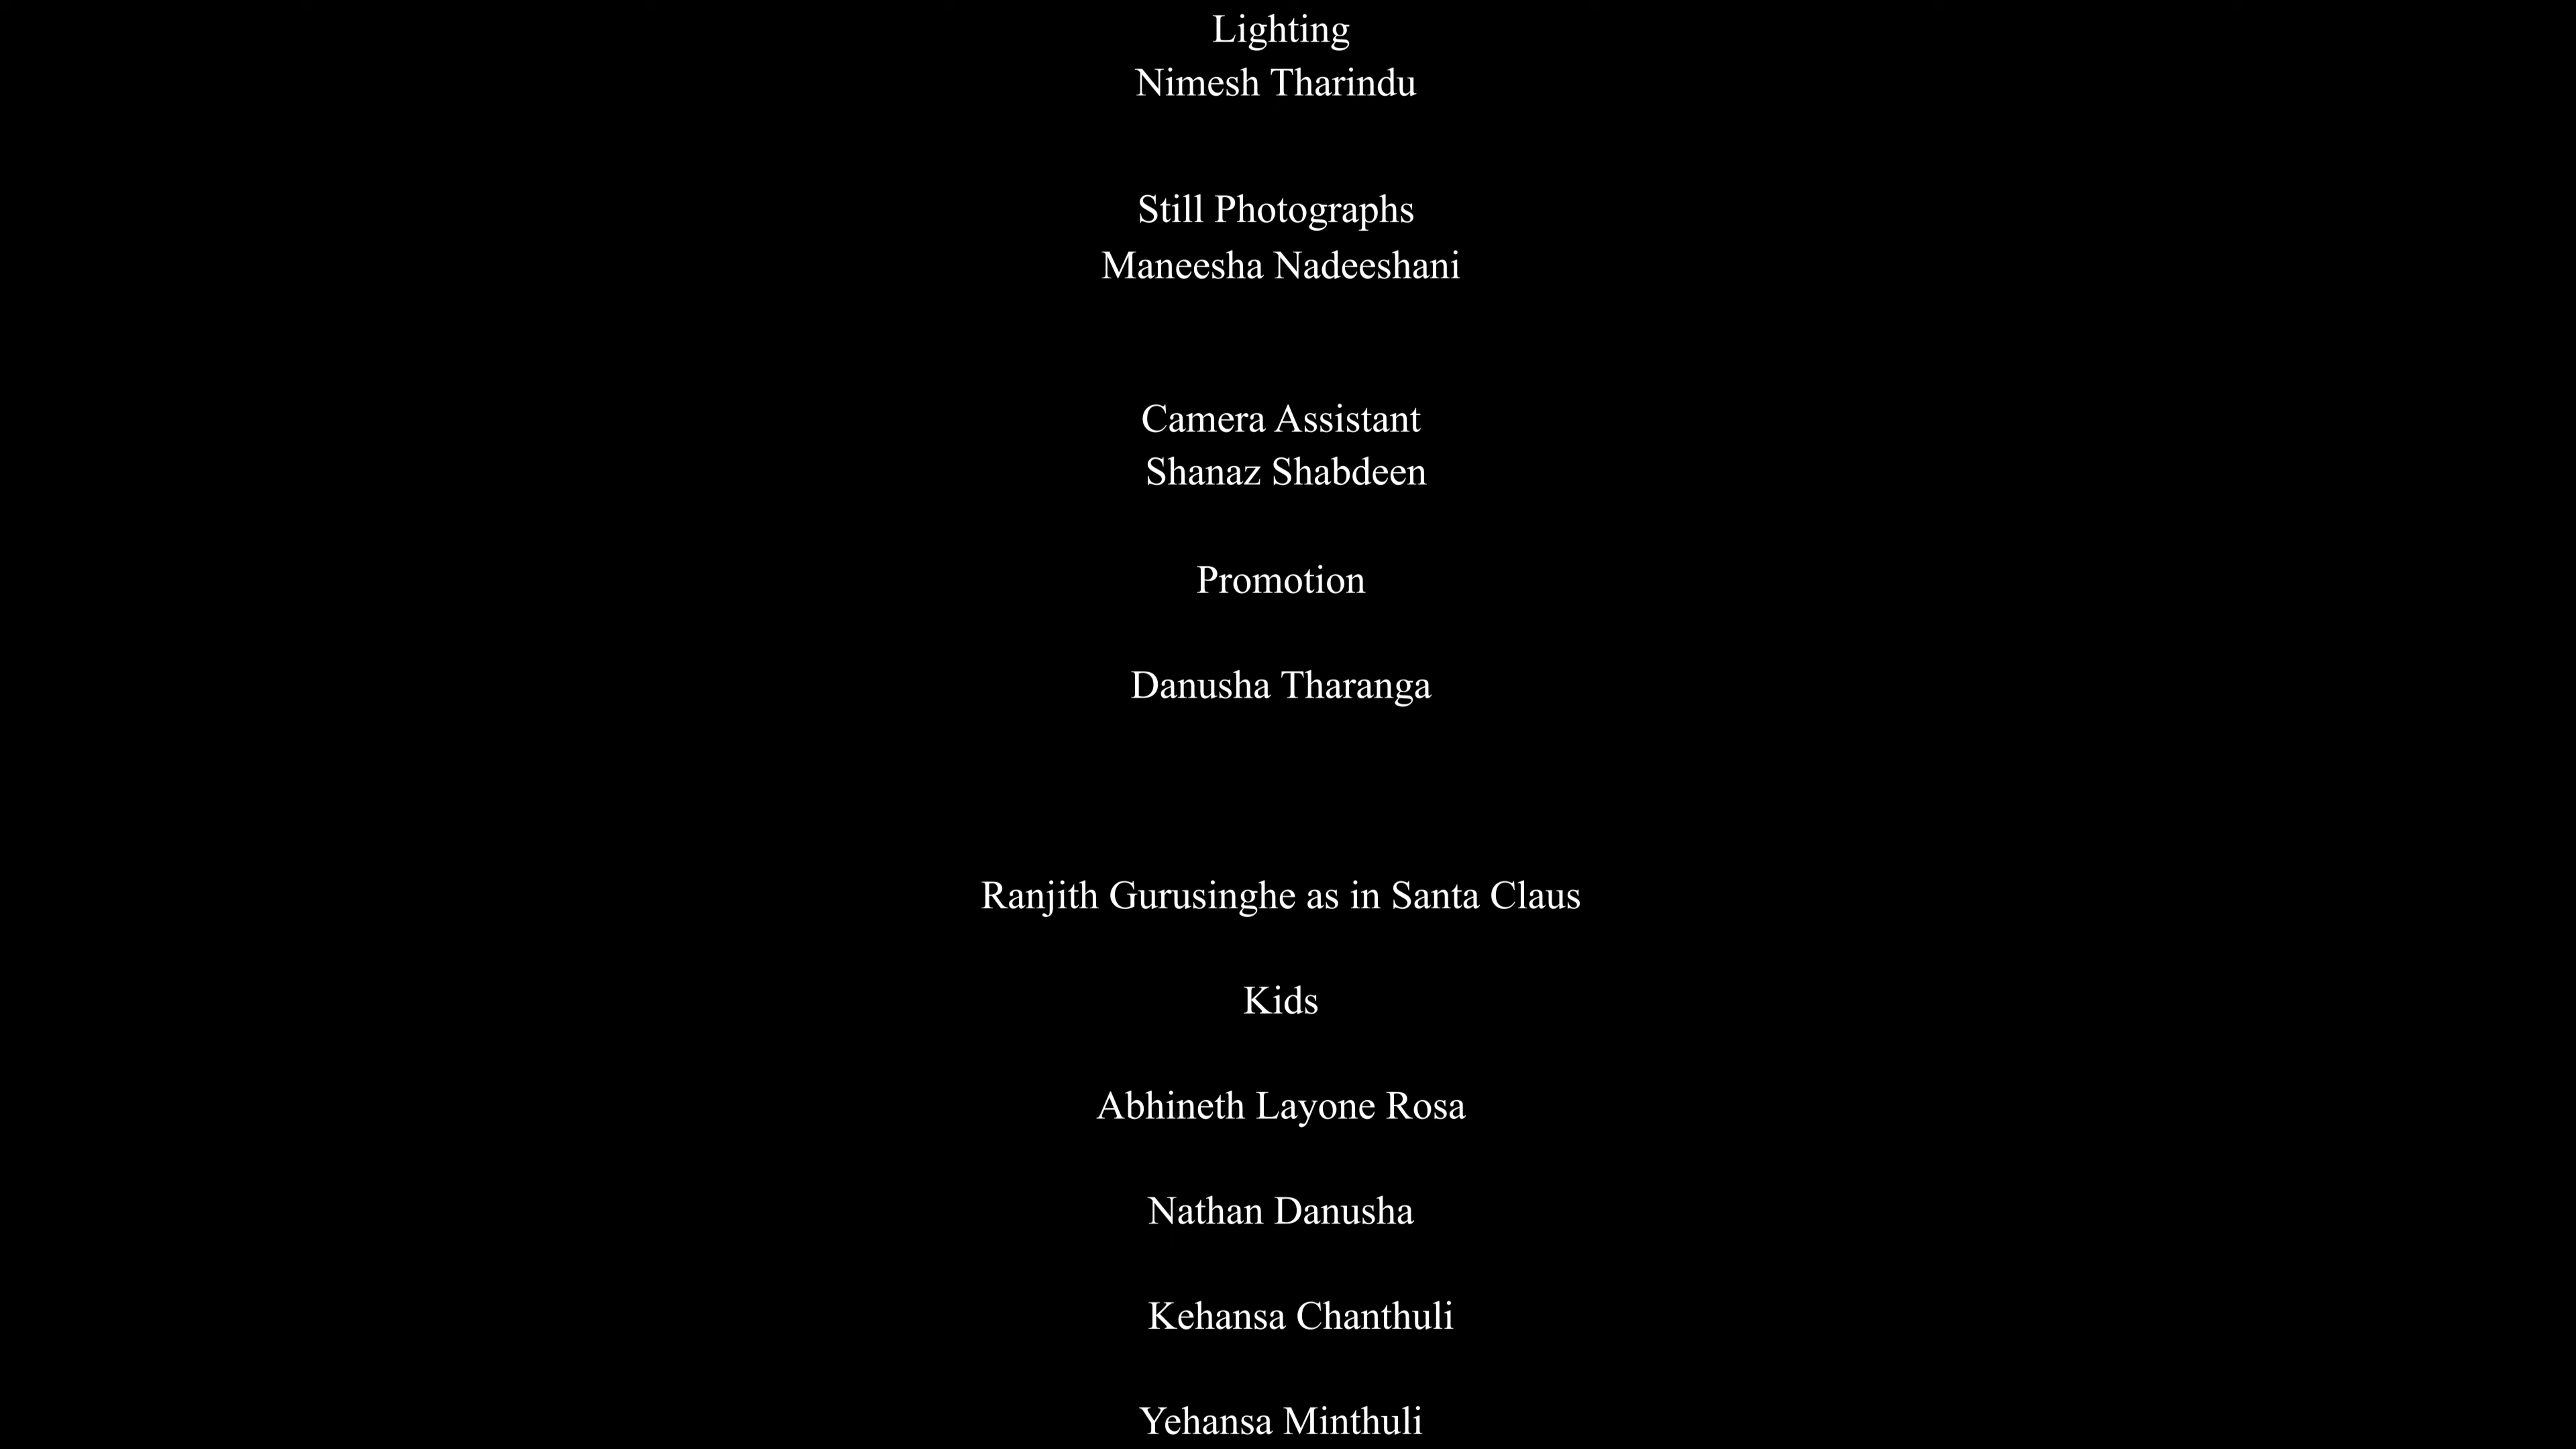 Lighting
Nimesh Tharindu
Still Photographs
Maneesha Nadeeshani
Camera Assistant
Shanaz Shabdeen
Promotion
Danusha Tharanga
Ranjith Gurusinghe as in Santa Claus
Kids
Abhineth Layone Rosa
Nathan Danusha
Kehansa Chanthuli
Yehansa Minthuli